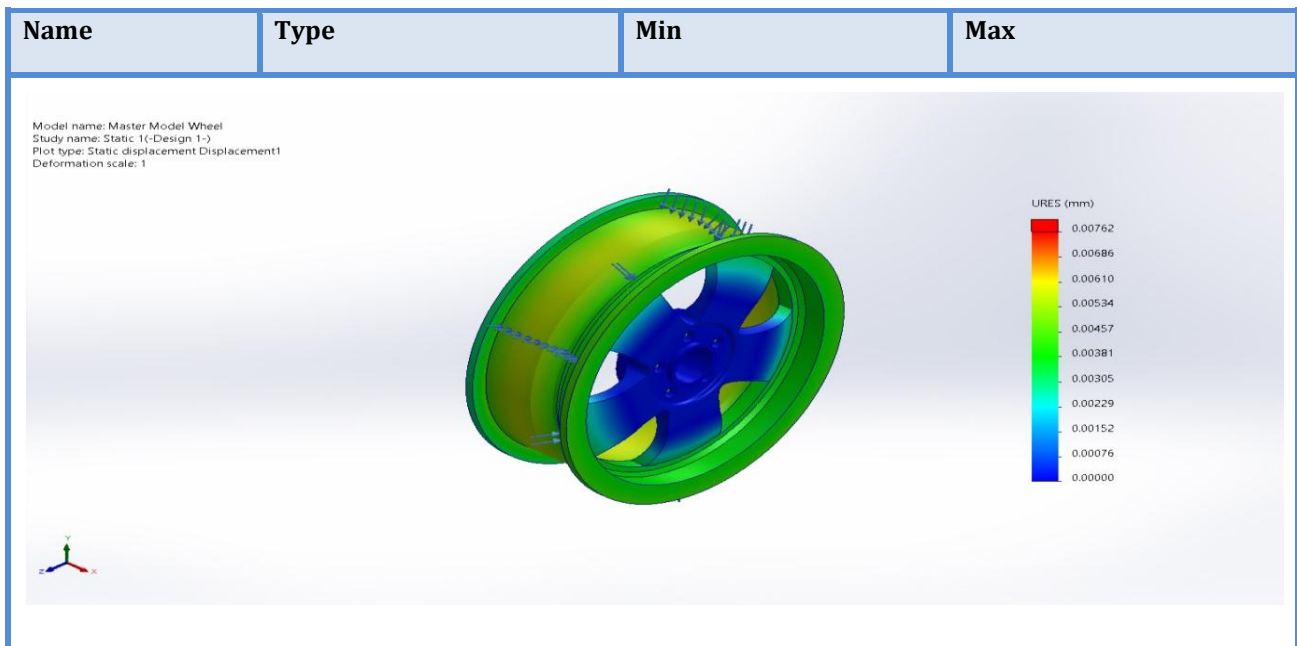 Name Type Min Max
Model name: Master Model Wheel
Study name: Static 1(-Design 1-)
Plot type: Static displacement Displacement1
Deformation scale: 1
URES (mm)
0.00762
0.00686
0.00610
0.00534
0.00457
0.00381
0.00305
0.00229
0.00152
0.00076
0.00000
Y
Z X